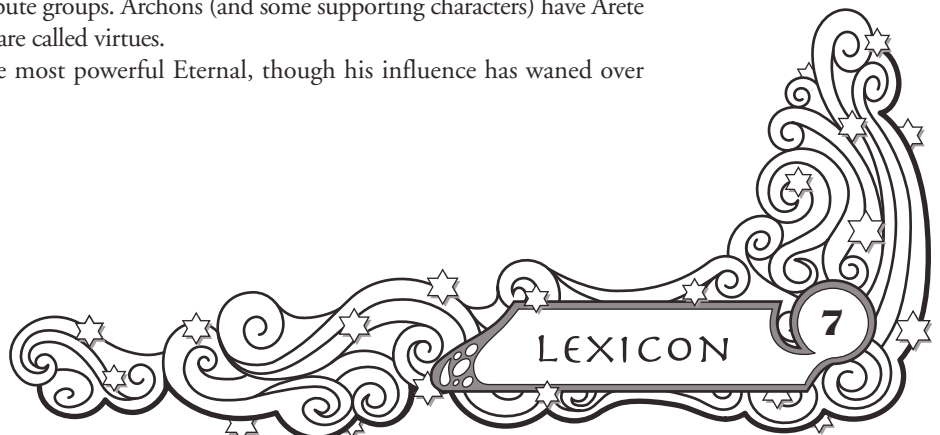 bute groups. Archons (and some supporting characters) have Arete
are called virtues.
e most powerful Eternal, though his influence has waned over
LEXICON
7